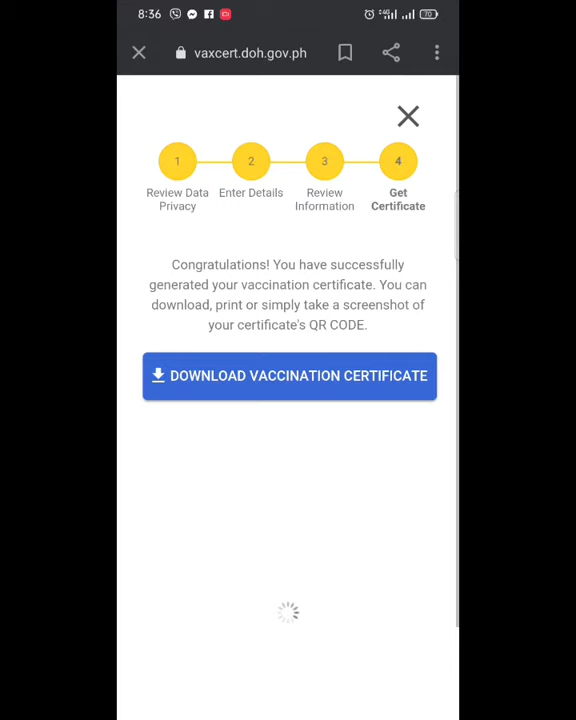 8:36
70
vaxcert.doh.gov.ph
1 2 3 4
Review Data Privacy
Enter Details
Review Information
Get Certificate
Congratulations! You have successfully
generated your vaccination certificate. You can
download, print or simply take a screenshot of
your certificate's QR CODE.
DOWNLOAD VACCINATION CERTIFICATE